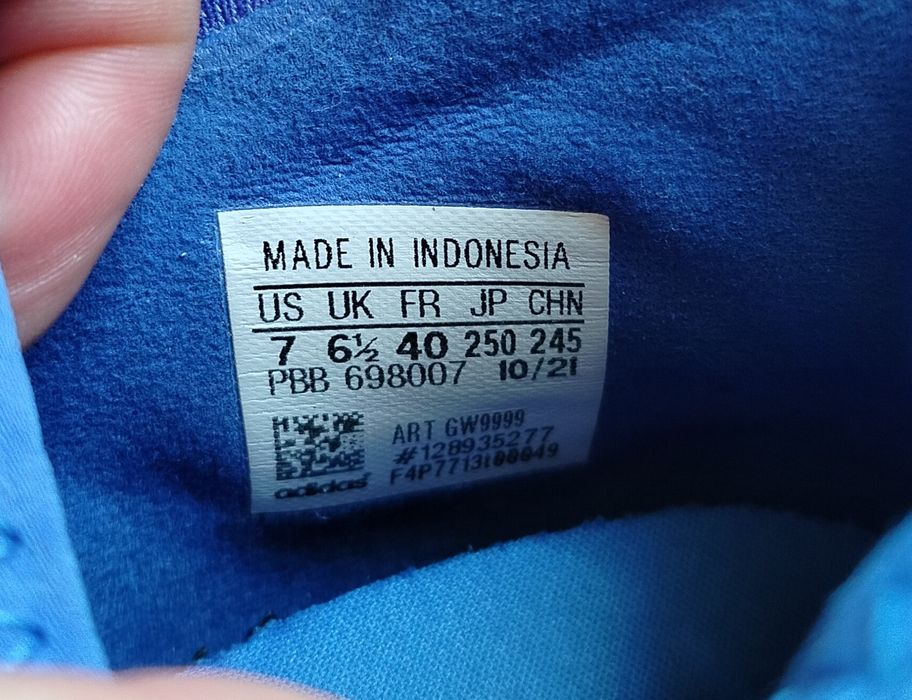 MADE IN INDONESIA
US UK FR JP CHN
7 6½ 40 250 245
PBB 698007 10/21
ART GW9999
#128935277
adidas